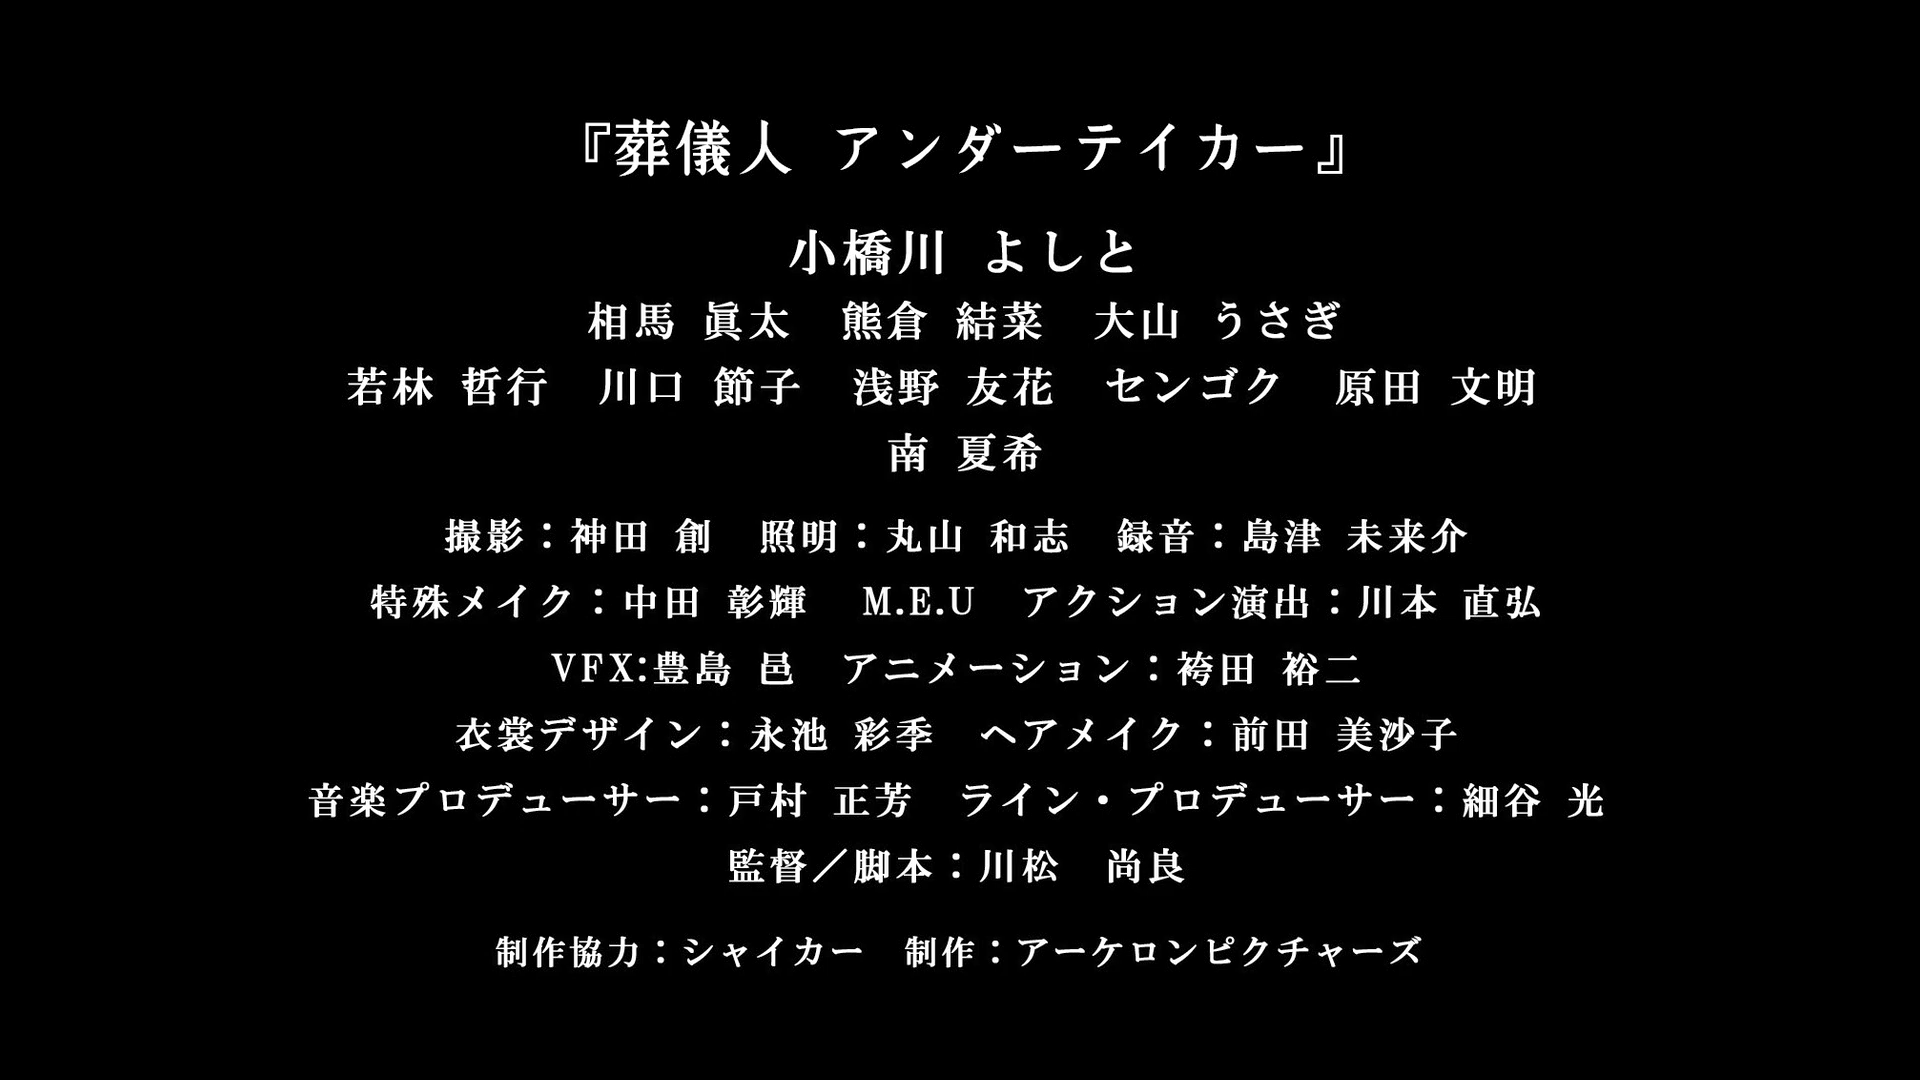 『葬儀人 アンダーテイカー』
小橋川 よしと
相馬 眞太　熊倉 結菜　大山 うさぎ
若林 哲行　川口 節子　浅野 友花　センゴク　原田 文明
南 夏希
撮影：神田 創　照明：丸山 和志　録音：島津 未来介
特殊メイク：中田 彰輝　M.E.U　アクション演出：川本 直弘
VFX:豊島 邑　アニメーション：袴田 裕二
衣裳デザイン：永池 彩季　ヘアメイク：前田 美沙子
音楽プロデューサー：戸村 正芳　ライン・プロデューサー：細谷 光
監督／脚本：川松　尚良
制作協力：シャイカー　制作：アーケロンピクチャーズ